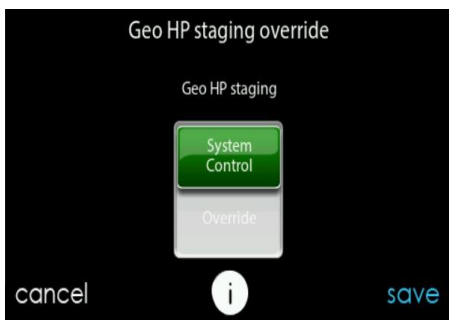 Geo HP staging override
Geo HP staging
System
Control
Override
cancel
i
save